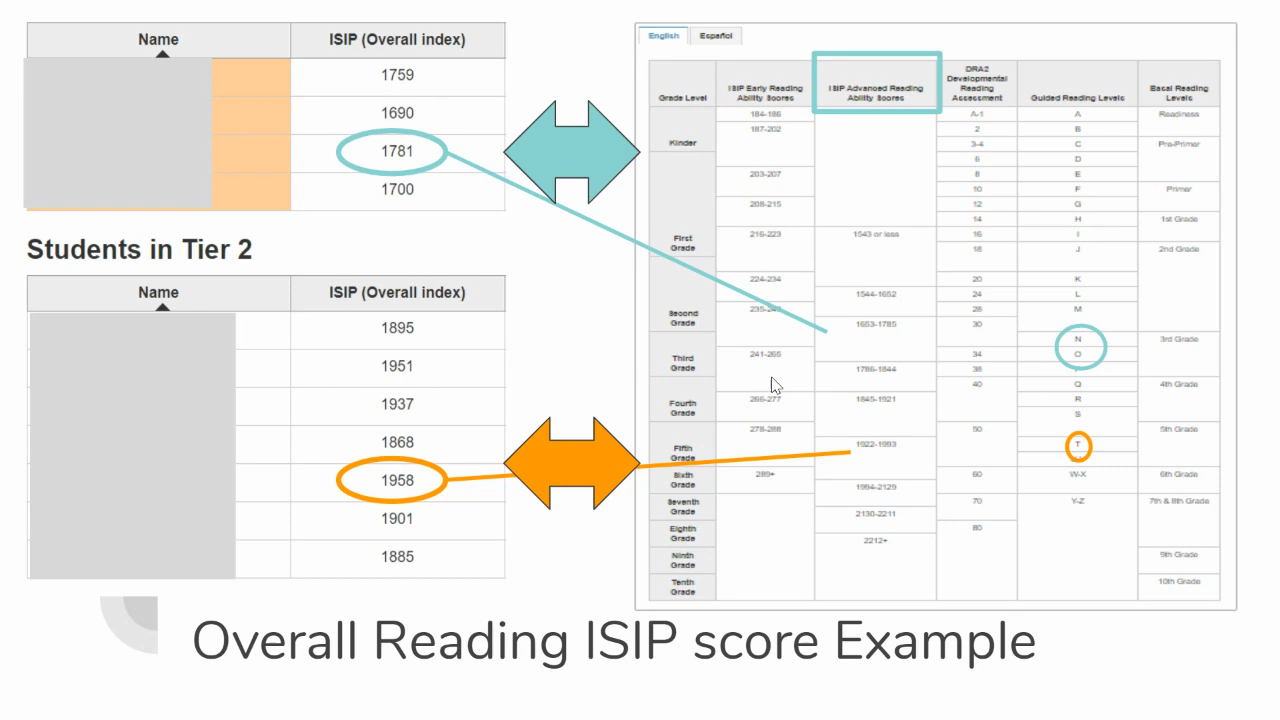 Name ISIP (Overall index)
1759
1690
1781
1700
Students in Tier 2
Name ISIP (Overall index)
1895
1951
1937
1868
1958
1901
1885
English Español
Grade Level ISIP Early Reading Ability Scores ISIP Advanced Reading Ability Scores DRA2 Developmental Reading Assessment Guided Reading Levels Basal Reading Levels
184-186 A-1 A Readiness
187-202 2 B
Kinder 3-4 C Pre-Primer
6 D
203-207 8 E
10 F Primer
208-215 12 G
14 H 1st Grade
First Grade 216-223 1543 or less 16 I
18 J 2nd Grade
224-234 20 K
1544-1652 24 L
Second Grade 28 M
1653-1785 30
N 3rd Grade
Third Grade 241-265 34 O
1786-1844 38
40 Q 4th Grade
Fourth Grade 266-277 1845-1921 R
S
278-288 50 5th Grade
Fifth Grade 1922-1993 T
Sixth Grade 289+ 60 W-X 6th Grade
1994-2129
Seventh Grade 2130-2211 70 Y-Z 7th & 8th Grade
Eighth Grade 2212+ 80
Ninth Grade 9th Grade
Tenth Grade 10th Grade
Overall Reading ISIP score Example